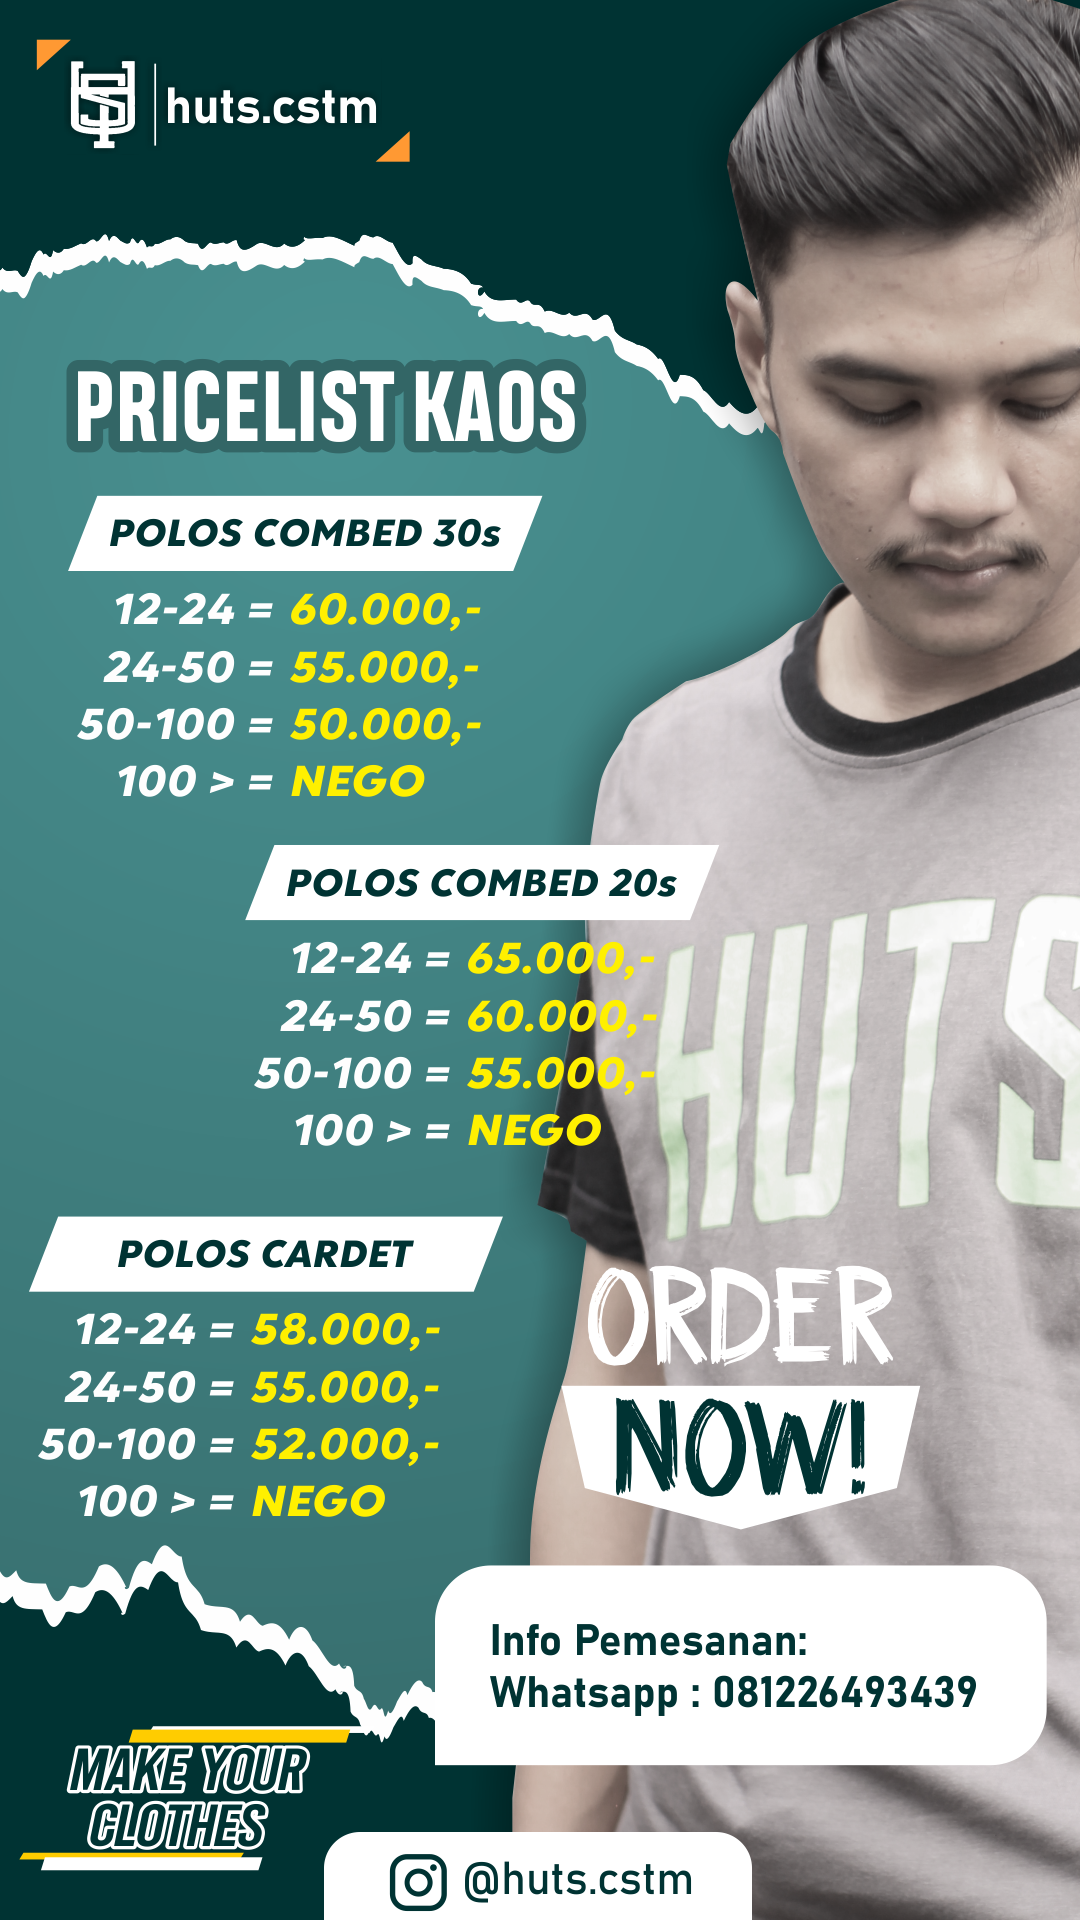 huts.cstm
PRICELIST KAOS
POLOS COMBED 30s
12-24 = 60.000,-
24-50 = 55.000,-
50-100 = 50.000,-
100 > = NEGO
POLOS COMBED 20s
12-24 = 65.000,-
24-50 = 60.000,-
50-100 = 55.000,-
100 > = NEGO
HUTS
POLOS CARDET
12-24 = 58.000,-
24-50 = 55.000,-
50-100 = 52.000,-
100 > = NEGO
ORDER
NOW!
Info Pemesanan:
Whatsapp : 081226493439
MAKE YOUR
CLOTHES
@huts.cstm